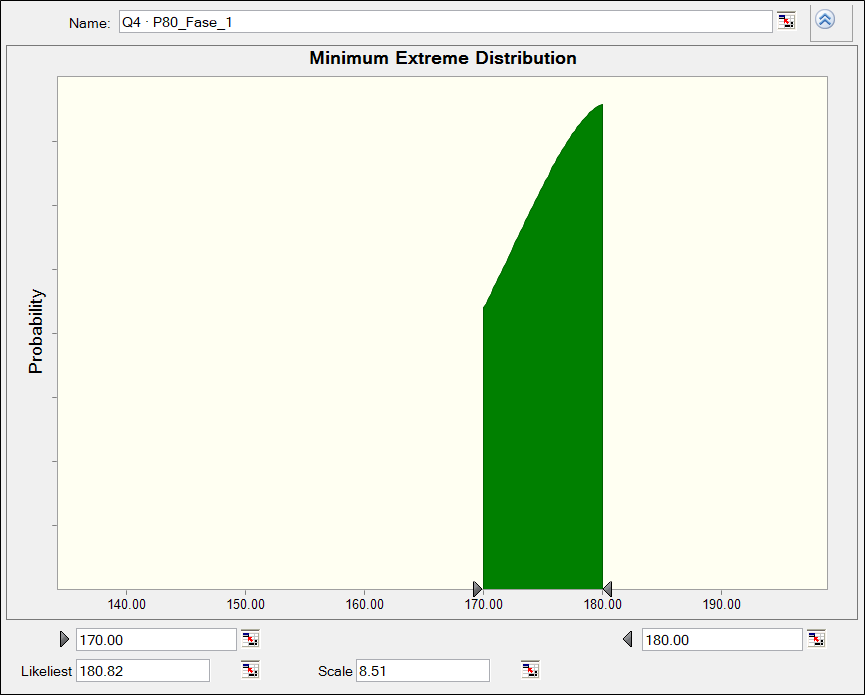 Name: Q4 · P80_Fase_1
Minimum Extreme Distribution
Probability
140.00 150.00 160.00 170.00 180.00 190.00
170.00 180.00
Likeliest 180.82 Scale 8.51